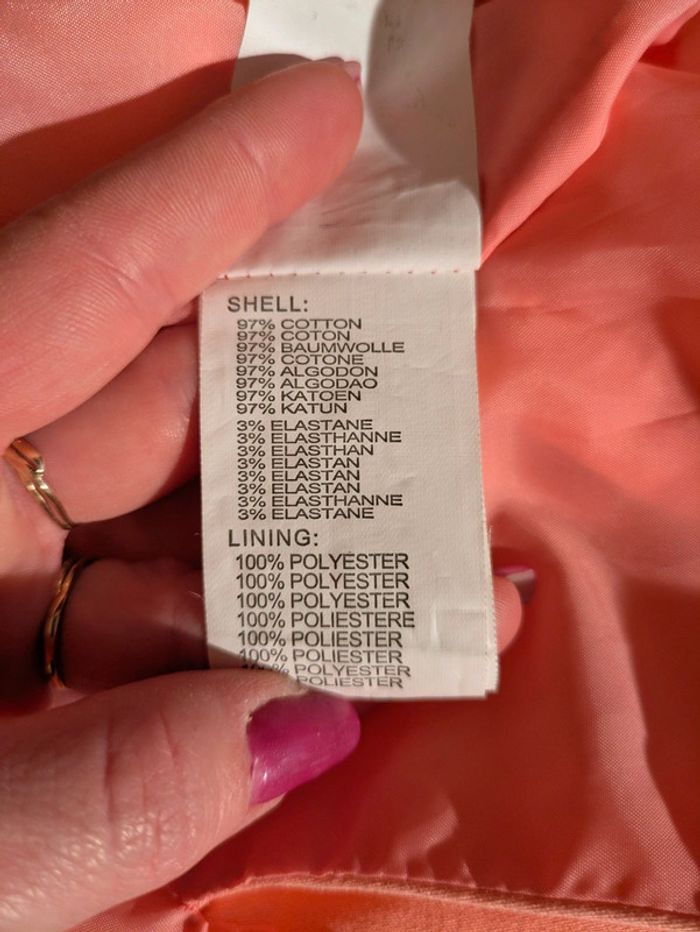 SHELL:
97% COTTON
97% COTON
97% BAUMWOLLE
97% COTONE
97% ALGODON
97% ALGODAO
97% KATOEN
97% KATUN
3% ELASTANE
3% ELASTHANNE
3% ELASTHAN
3% ELASTAN
3% ELASTAN
3% ELASTAN
3% ELASTHANNE
3% ELASTANE
LINING:
100% POLYESTER
100% POLYESTER
100% POLYESTER
100% POLIESTERE
100% POLIESTER
100% POLIESTER
100% POLYESTER
POLIESTER